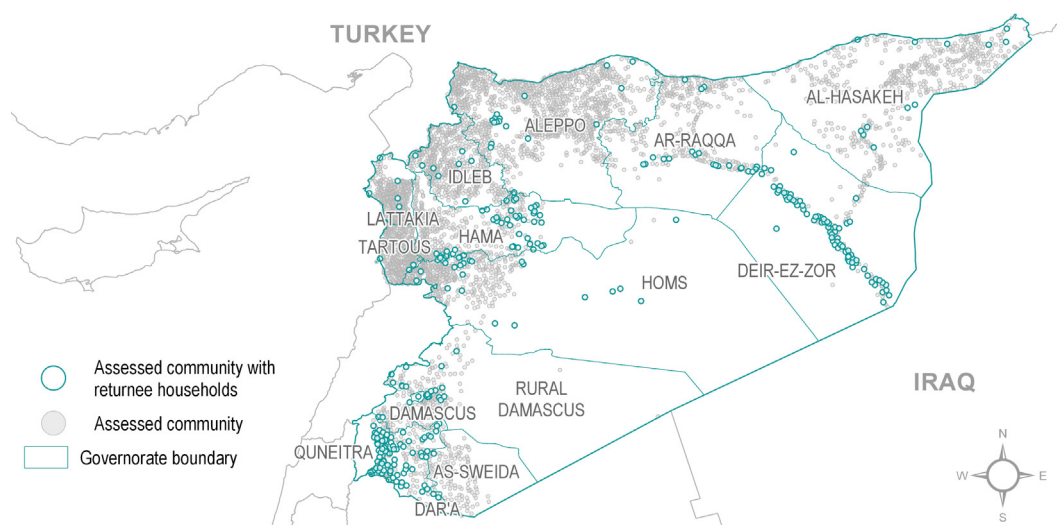 TURKEY
AL-HASAKEH
ALEPPO
AR-RAQQA
IDLEB
LATTAKIA
TARTOUS
HAMA
DEIR-EZ-ZOR
HOMS
Assessed community with
returnee households
Assessed community
Governorate boundary
RURAL
DAMASCUS
IRAQ
DAMASCUS
QUNEITRA
AS-SWEIDA
DAR'A
N
W
E
S